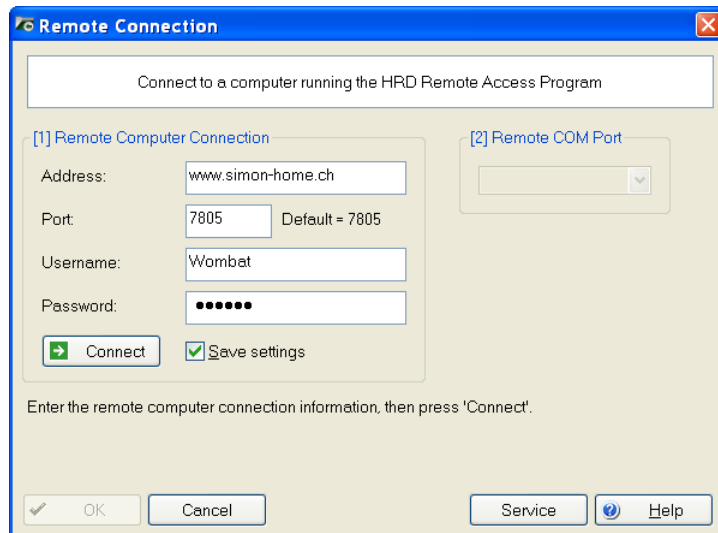 Remote Connection
Connect to a computer running the HRD Remote Access Program
[1] Remote Computer Connection
Address: www.simon-home.ch
Port: 7805 Default = 7805
Username: Wombat
Password: ●●●●●●
Connect Save settings
[2] Remote COM Port
Enter the remote computer connection information, then press 'Connect'.
OK Cancel Service Help